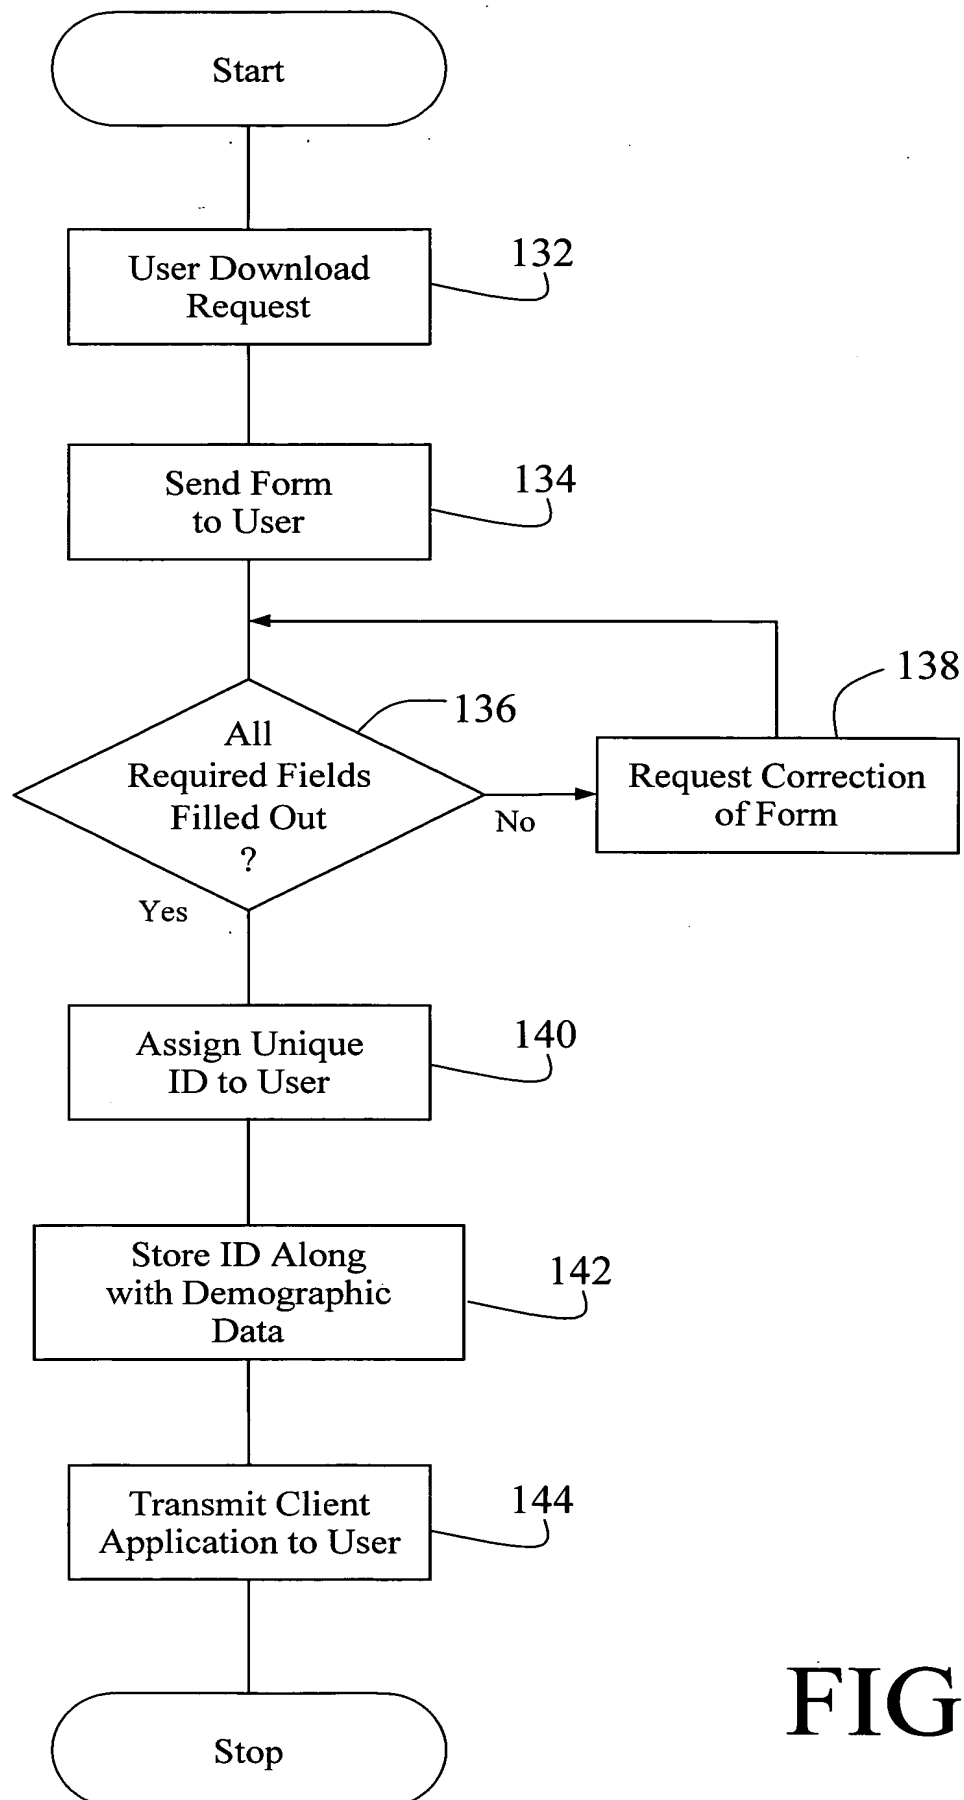 Start
User Download
Request
132
Send Form
to User
134
All
Required Fields
Filled Out
?
136
No
Request Correction
of Form
138
Yes
Assign Unique
ID to User
140
Store ID Along
with Demographic
Data
142
Transmit Client
Application to User
144
Stop
FIG